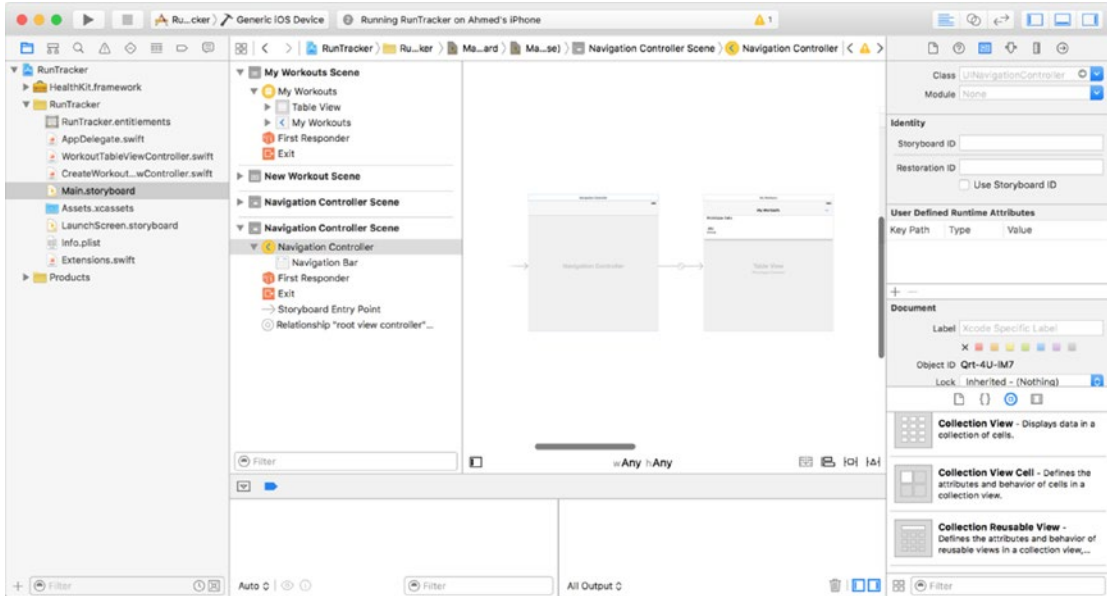 Ru...cker
Generic iOS Device
Running RunTracker on Ahmed's iPhone
1
RunTracker
Ru...ker
Ma...ard
Ma...se)
Navigation Controller Scene
Navigation Controller
RunTracker
HealthKit.framework
RunTracker
RunTracker.entitlements
AppDelegate.swift
WorkoutTableViewController.swift
CreateWorkout...wController.swift
Main.storyboard
Assets.xcassets
LaunchScreen.storyboard
Info.plist
Extensions.swift
Products
Filter
My Workouts Scene
My Workouts
Table View
My Workouts
First Responder
Exit
New Workout Scene
Navigation Controller Scene
Navigation Controller Scene
Navigation Controller
Navigation Bar
First Responder
Exit
Storyboard Entry Point
Relationship "root view controller"...
Filter
Navigation Controller
Navigation Controller
My Workouts
Table View
wAny hAny
Auto
Filter
All Output
Class UINavigationController
Module None
Identity
Storyboard ID
Restoration ID
Use Storyboard ID
User Defined Runtime Attributes
Key Path Type Value
Document
Label Xcode Specific Label
Object ID Qrt-4U-iM7
Lock Inherited - (Nothing)
Collection View - Displays data in a
collection of cells.
Collection View Cell - Defines the
attributes and behavior of cells in a
collection view.
Collection Reusable View -
Defines the attributes and behavior of
reusable views in a collection view,...
Filter